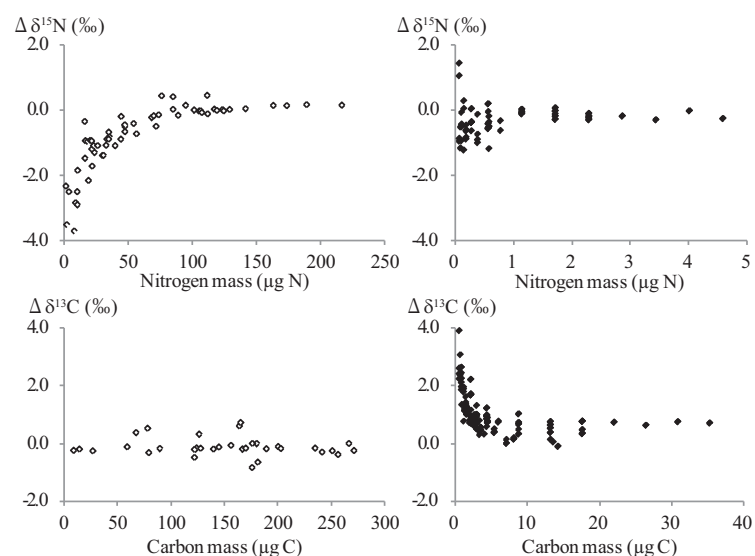 Δ δ¹⁵N (‰)
2.0
0.0
-2.0
-4.0
0 50 100 150 200 250
Nitrogen mass (µg N)
Δ δ¹⁵N (‰)
2.0
0.0
-2.0
-4.0
0 1 2 3 4 5
Nitrogen mass (µg N)
Δ δ¹³C (‰)
4.0
2.0
0.0
-2.0
0 50 100 150 200 250 300
Carbon mass (µg C)
Δ δ¹³C (‰)
4.0
2.0
0.0
-2.0
0 10 20 30 40
Carbon mass (µg C)